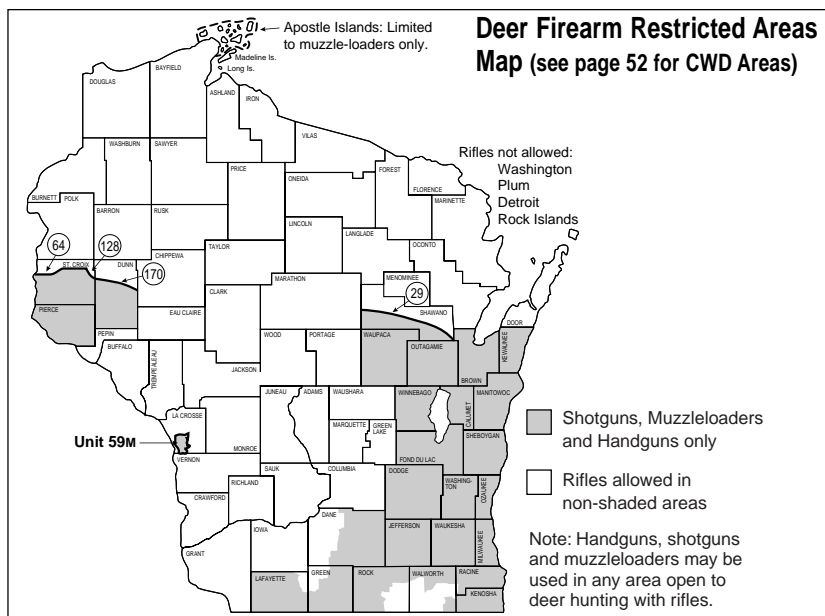 Deer Firearm Restricted Areas
Map (see page 52 for CWD Areas)
Apostle Islands: Limited
to muzzle-loaders only.
Madeline Is.
Long Is.
BAYFIELD
DOUGLAS
ASHLAND
IRON
VILAS
WASHBURN
SAWYER
PRICE
ONEIDA
FOREST
FLORENCE
MARINETTE
Rifles not allowed:
Washington
Plum
Detroit
Rock Islands
BURNETT
POLK
BARRON
RUSK
LINCOLN
LANGLADE
OCONTO
64
128
170
ST. CROIX
DUNN
CHIPPEWA
TAYLOR
MARATHON
MENOMINEE
29
SHAWANO
CLARK
PIERCE
EAU CLAIRE
PEPIN
BUFFALO
TREMPEALEAU
JACKSON
WOOD
PORTAGE
WAUPACA
OUTAGAMIE
BROWN
KEWAUNEE
DOOR
LA CROSSE
MONROE
JUNEAU
ADAMS
WAUSHARA
WINNEBAGO
CALUMET
MANITOWOC
Unit 59M
VERNON
MARQUETTE
GREEN
LAKE
FOND DU LAC
SHEBOYGAN
Shotguns, Muzzleloaders
and Handguns only
CRAWFORD
RICHLAND
SAUK
COLUMBIA
DODGE
WASHING-
TON
OZAUKEE
Rifles allowed in
non-shaded areas
GRANT
IOWA
DANE
JEFFERSON
WAUKESHA
MILWAUKEE
Note: Handguns, shotguns
and muzzleloaders may be
used in any area open to
deer hunting with rifles.
LAFAYETTE
GREEN
ROCK
WALWORTH
RACINE
KENOSHA